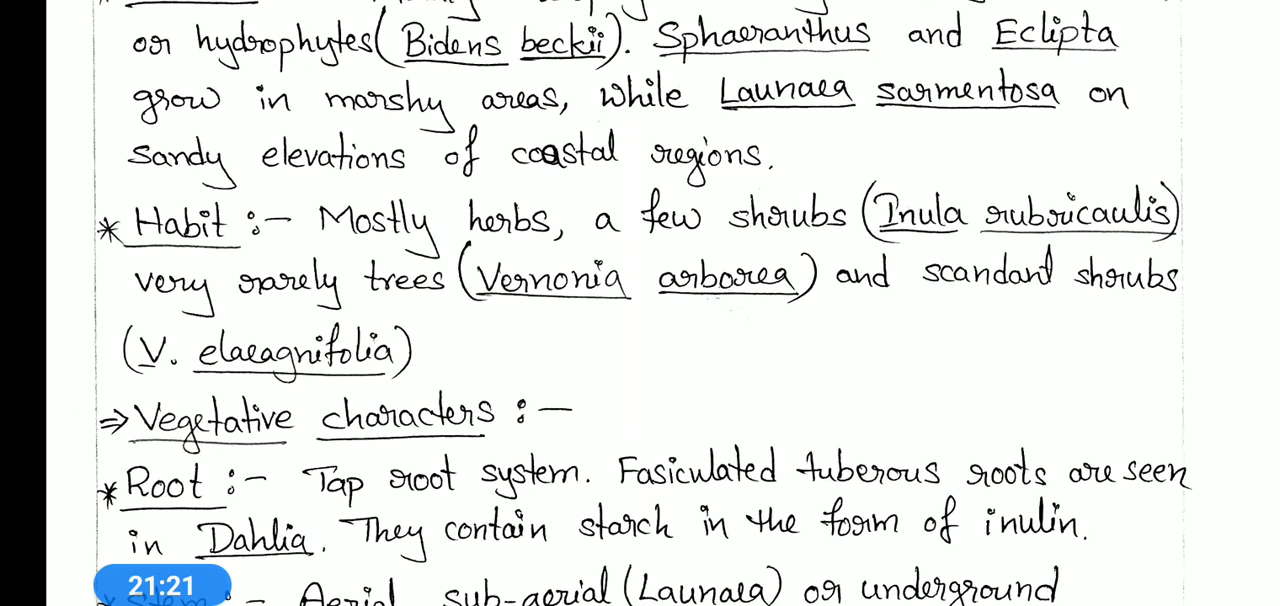 or hydrophytes (Bidens beckii). Sphaeranthus and Eclipta
grow in marshy areas, while Launaea sarmentosa on
sandy elevations of coastal regions.
* Habit :- Mostly herbs, a few shrubs (Inula rubricaulis)
very rarely trees (Vernonia arborea) and scandant shrubs
(V. elaeagnifolia)
⇒ Vegetative characters :-
* Root :- Tap root system. Fasiculated tuberous roots are seen
in Dahlia. They contain starch in the form of inulin.
21:21
* Stem :- Aerial, sub-aerial (Launaea) or underground